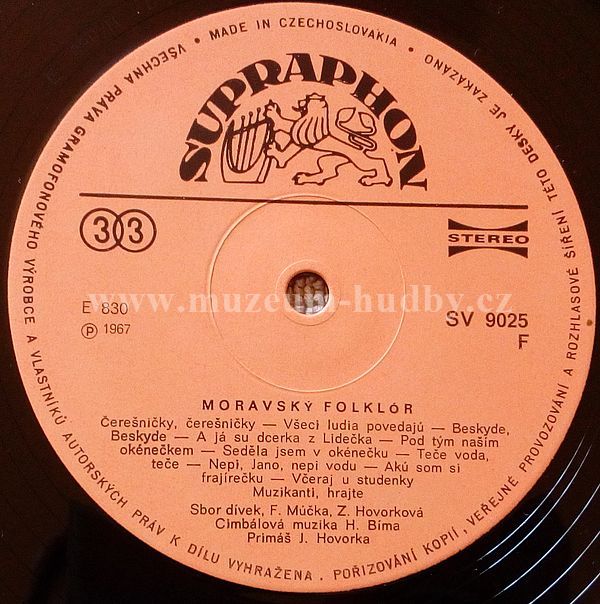 VŠECHNA PRÁVA GRAMOFONOVÉHO VÝROBCE A VLASTNÍKŮ AUTORSKÝCH PRÁV K DÍLU VYHRAŽENA. POŘIZOVÁNÍ KOPIÍ, VEŘEJNÉ PROVOZOVÁNÍ A ROZHLASOVÉ ŠÍŘENÍ TÉTO DESKY JE ZAKÁZÁNO • MADE IN CZECHOSLOVAKIA •
SUPRAPHON
33
STEREO
www.muzeum-hudby.cz
E 830
Ⓟ 1967
SV 9025
F
MORAVSKÝ FOLKLÓR
Čerešničky, čerešničky — Všeci ludia povedajú — Beskyde,
Beskyde — A já su dcerka z Lidečka — Pod tým naším
okénečkem — Seděla jsem v okénečku — Teče voda,
teče — Nepi, Jano, nepi vodu — Akú som si
frajírečku — Včeraj u studenky
Muzikanti, hrajte
Sbor dívek, F. Múčka, Z. Hovorková
Cimbálová muzika H. Bíma
Primáš J. Hovorka